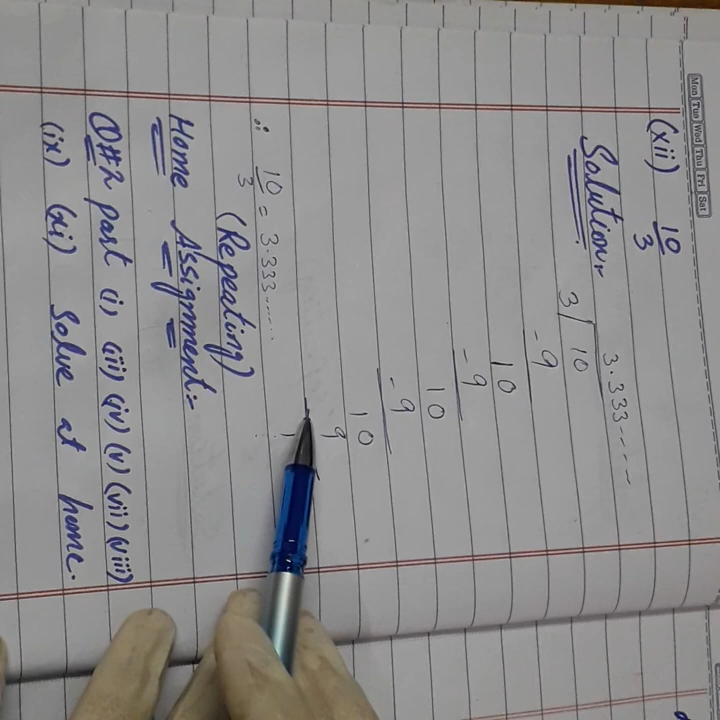 Mon Tue Wed Thu Fri Sat
(xii) 10/3
Solution:-
3.333.....
3 10
- 9
10
- 9
10
- 9
10
9
1
∴ 10/3 = 3.333.....
(Repeating)
Home Assignment:-
Q#2 part (i) (iii) (iv) (v) (vii) (viii)
(ix) (xi) Solve at home.